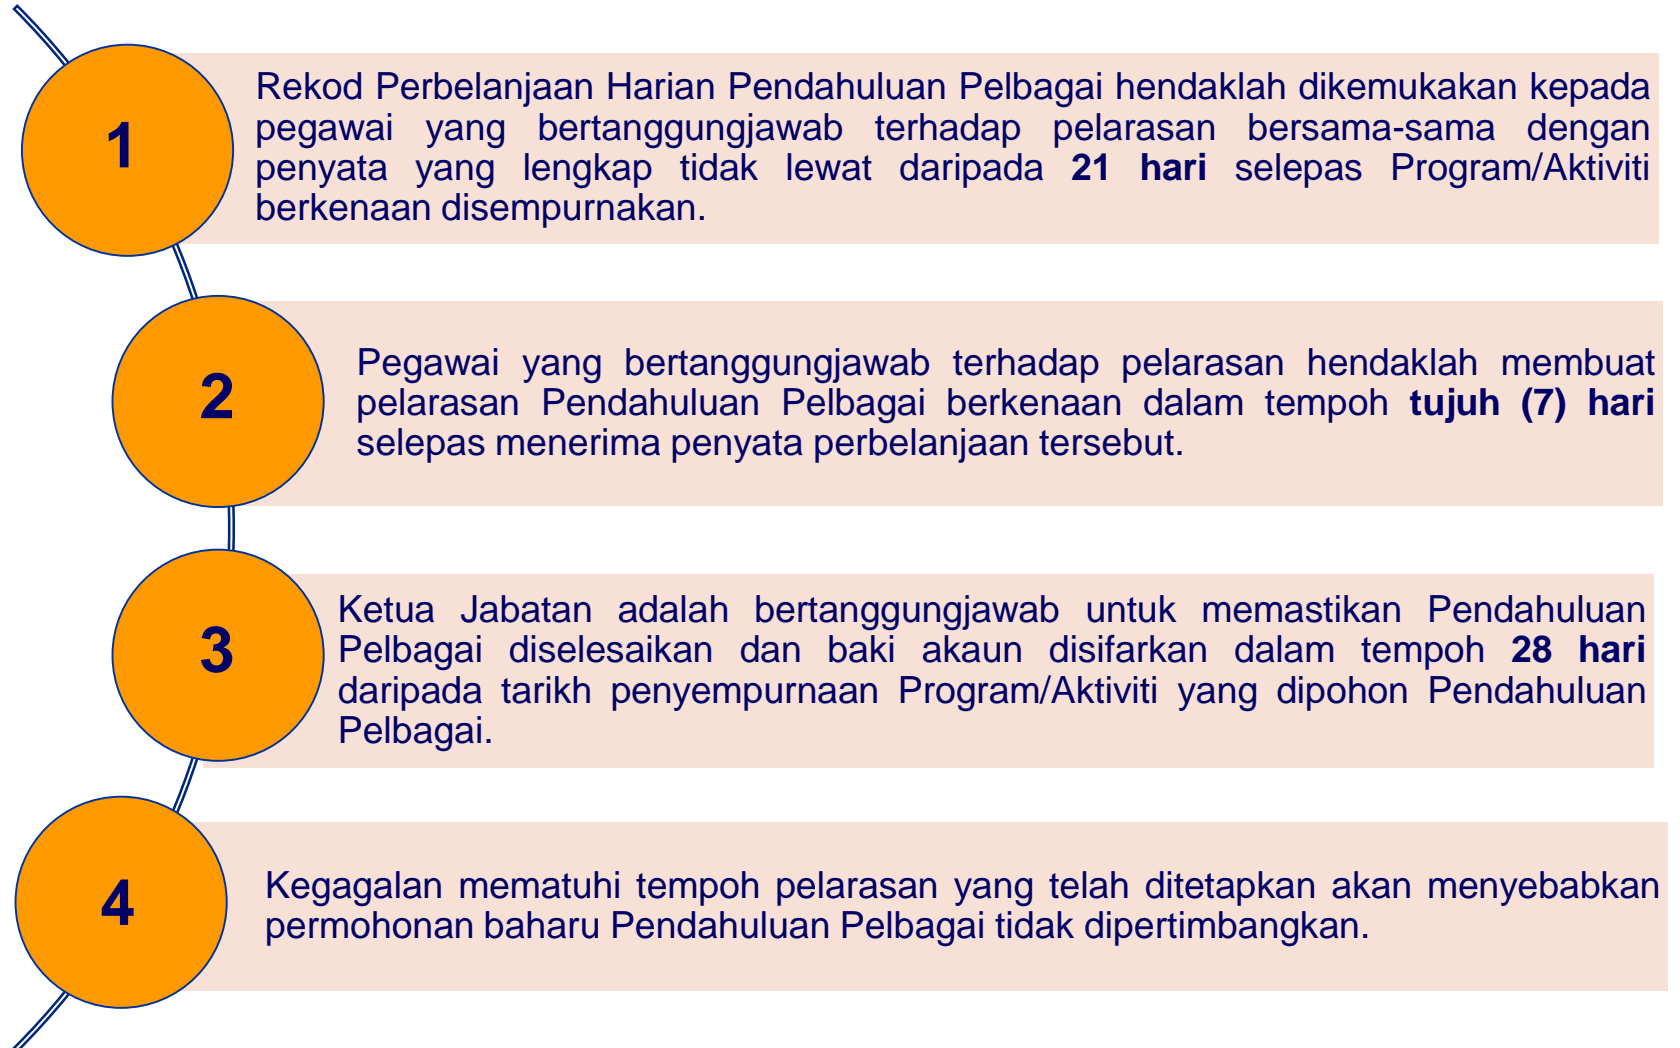 1
Rekod Perbelanjaan Harian Pendahuluan Pelbagai hendaklah dikemukakan kepada
pegawai yang bertanggungjawab terhadap pelarasan bersama-sama dengan
penyata yang lengkap tidak lewat daripada 21 hari selepas Program/Aktiviti
berkenaan disempurnakan.
2
Pegawai yang bertanggungjawab terhadap pelarasan hendaklah membuat
pelarasan Pendahuluan Pelbagai berkenaan dalam tempoh tujuh (7) hari
selepas menerima penyata perbelanjaan tersebut.
3
Ketua Jabatan adalah bertanggungjawab untuk memastikan Pendahuluan
Pelbagai diselesaikan dan baki akaun disifarkan dalam tempoh 28 hari
daripada tarikh penyempurnaan Program/Aktiviti yang dipohon Pendahuluan
Pelbagai.
4
Kegagalan mematuhi tempoh pelarasan yang telah ditetapkan akan menyebabkan
permohonan baharu Pendahuluan Pelbagai tidak dipertimbangkan.